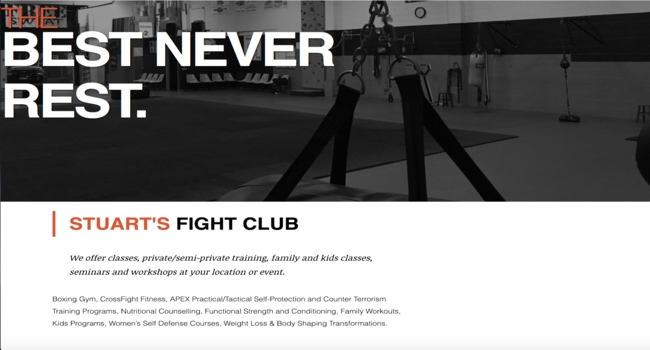 THE
BEST NEVER
REST.
STUART'S FIGHT CLUB
We offer classes, private/semi-private training, family and kids classes,
seminars and workshops at your location or event.
Boxing Gym, CrossFight Fitness, APEX Practical/Tactical Self-Protection and Counter Terrorism
Training Programs, Nutritional Counselling, Functional Strength and Conditioning, Family Workouts,
Kids Programs, Women's Self Defense Courses, Weight Loss & Body Shaping Transformations.